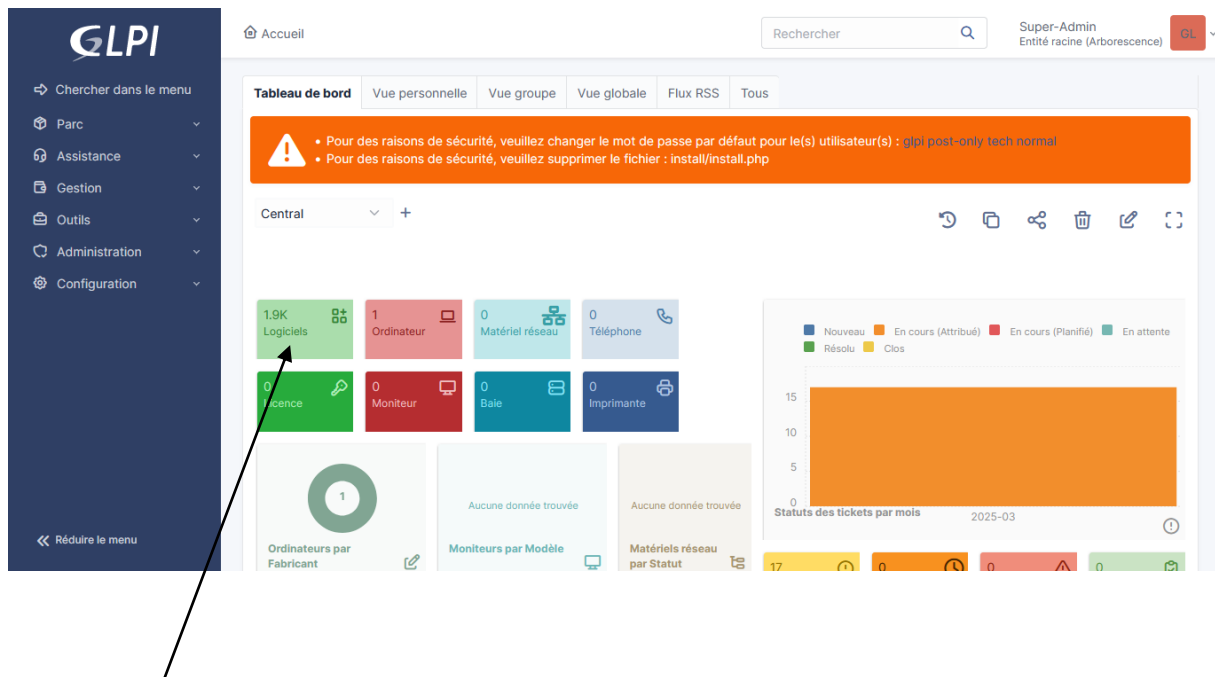 GLPI
Chercher dans le menu
Parc
Assistance
Gestion
Outils
Administration
Configuration
Réduire le menu
Accueil
Rechercher
Super-Admin
Entité racine (Arborescence)
GL
Tableau de bord Vue personnelle Vue groupe Vue globale Flux RSS Tous
• Pour des raisons de sécurité, veuillez changer le mot de passe par défaut pour le(s) utilisateur(s) : glpi post-only tech normal
• Pour des raisons de sécurité, veuillez supprimer le fichier : install/install.php
Central
1.9K
Logiciels
1
Ordinateur
0
Matériel réseau
0
Téléphone
0
Licence
0
Moniteur
0
Baie
0
Imprimante
1
Ordinateurs par
Fabricant
Aucune donnée trouvée
Moniteurs par Modèle
Aucune donnée trouvée
Matériels réseau
par Statut
Nouveau En cours (Attribué) En cours (Planifié) En attente
Résolu Clos
15
10
5
0
Statuts des tickets par mois
2025-03
17
0
0
0